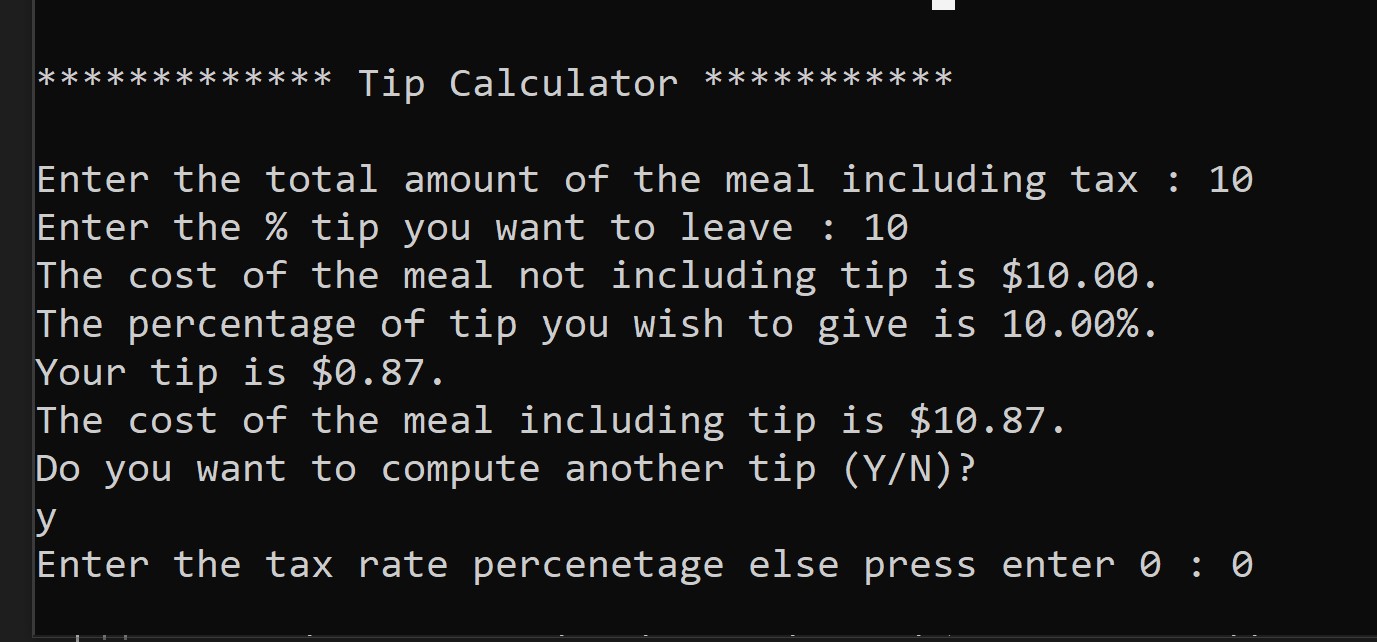 ************* Tip Calculator ***********
Enter the total amount of the meal including tax : 10
Enter the % tip you want to leave : 10
The cost of the meal not including tip is $10.00.
The percentage of tip you wish to give is 10.00%.
Your tip is $0.87.
The cost of the meal including tip is $10.87.
Do you want to compute another tip (Y/N)?
y
Enter the tax rate percenetage else press enter 0 : 0